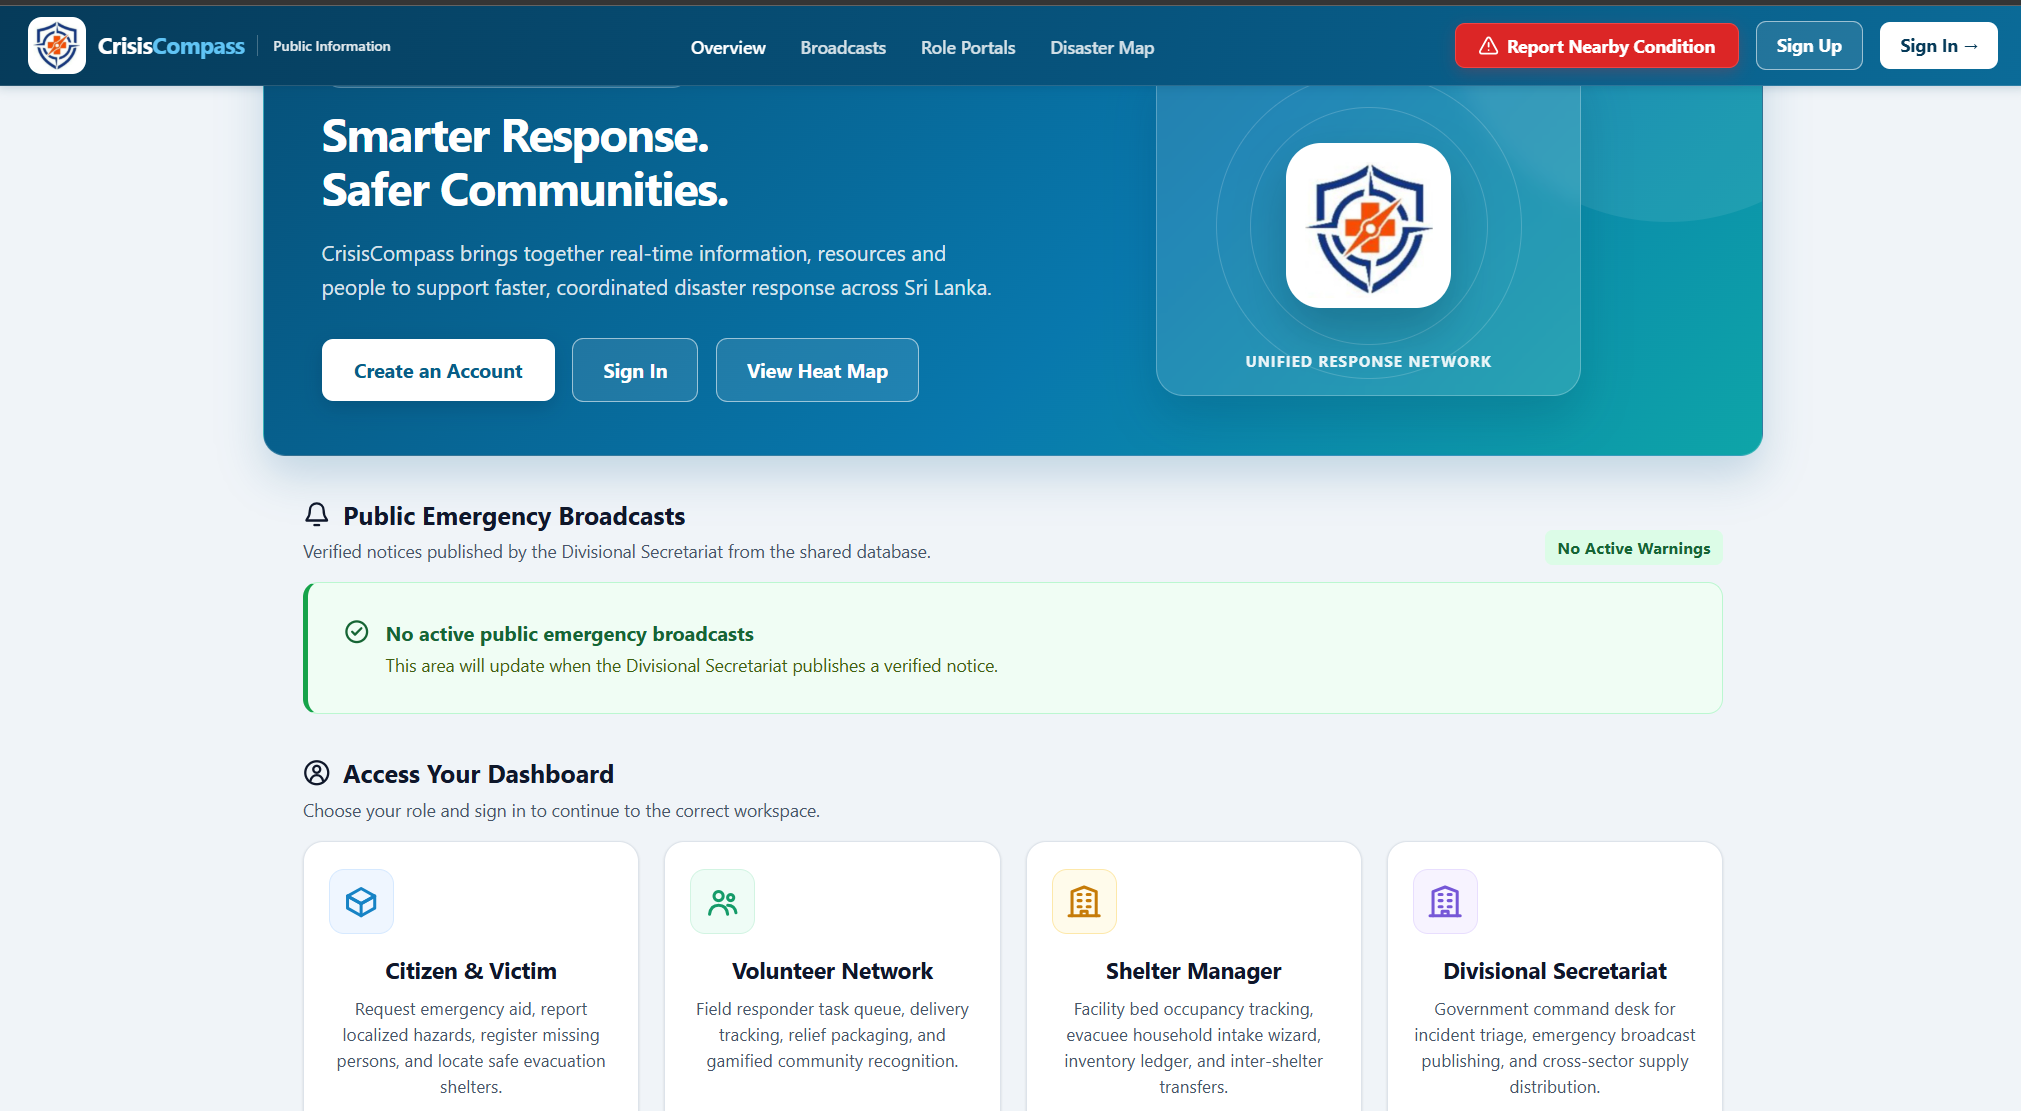 CrisisCompass
Public Information
Overview
Broadcasts
Role Portals
Disaster Map
Report Nearby Condition
Sign Up
Sign In →
Smarter Response.
Safer Communities.
CrisisCompass brings together real-time information, resources and
people to support faster, coordinated disaster response across Sri Lanka.
Create an Account
Sign In
View Heat Map
UNIFIED RESPONSE NETWORK
Public Emergency Broadcasts
Verified notices published by the Divisional Secretariat from the shared database.
No Active Warnings
No active public emergency broadcasts
This area will update when the Divisional Secretariat publishes a verified notice.
Access Your Dashboard
Choose your role and sign in to continue to the correct workspace.
Citizen & Victim
Request emergency aid, report
localized hazards, register missing
persons, and locate safe evacuation
shelters.
Volunteer Network
Field responder task queue, delivery
tracking, relief packaging, and
gamified community recognition.
Shelter Manager
Facility bed occupancy tracking,
evacuee household intake wizard,
inventory ledger, and inter-shelter
transfers.
Divisional Secretariat
Government command desk for
incident triage, emergency broadcast
publishing, and cross-sector supply
distribution.